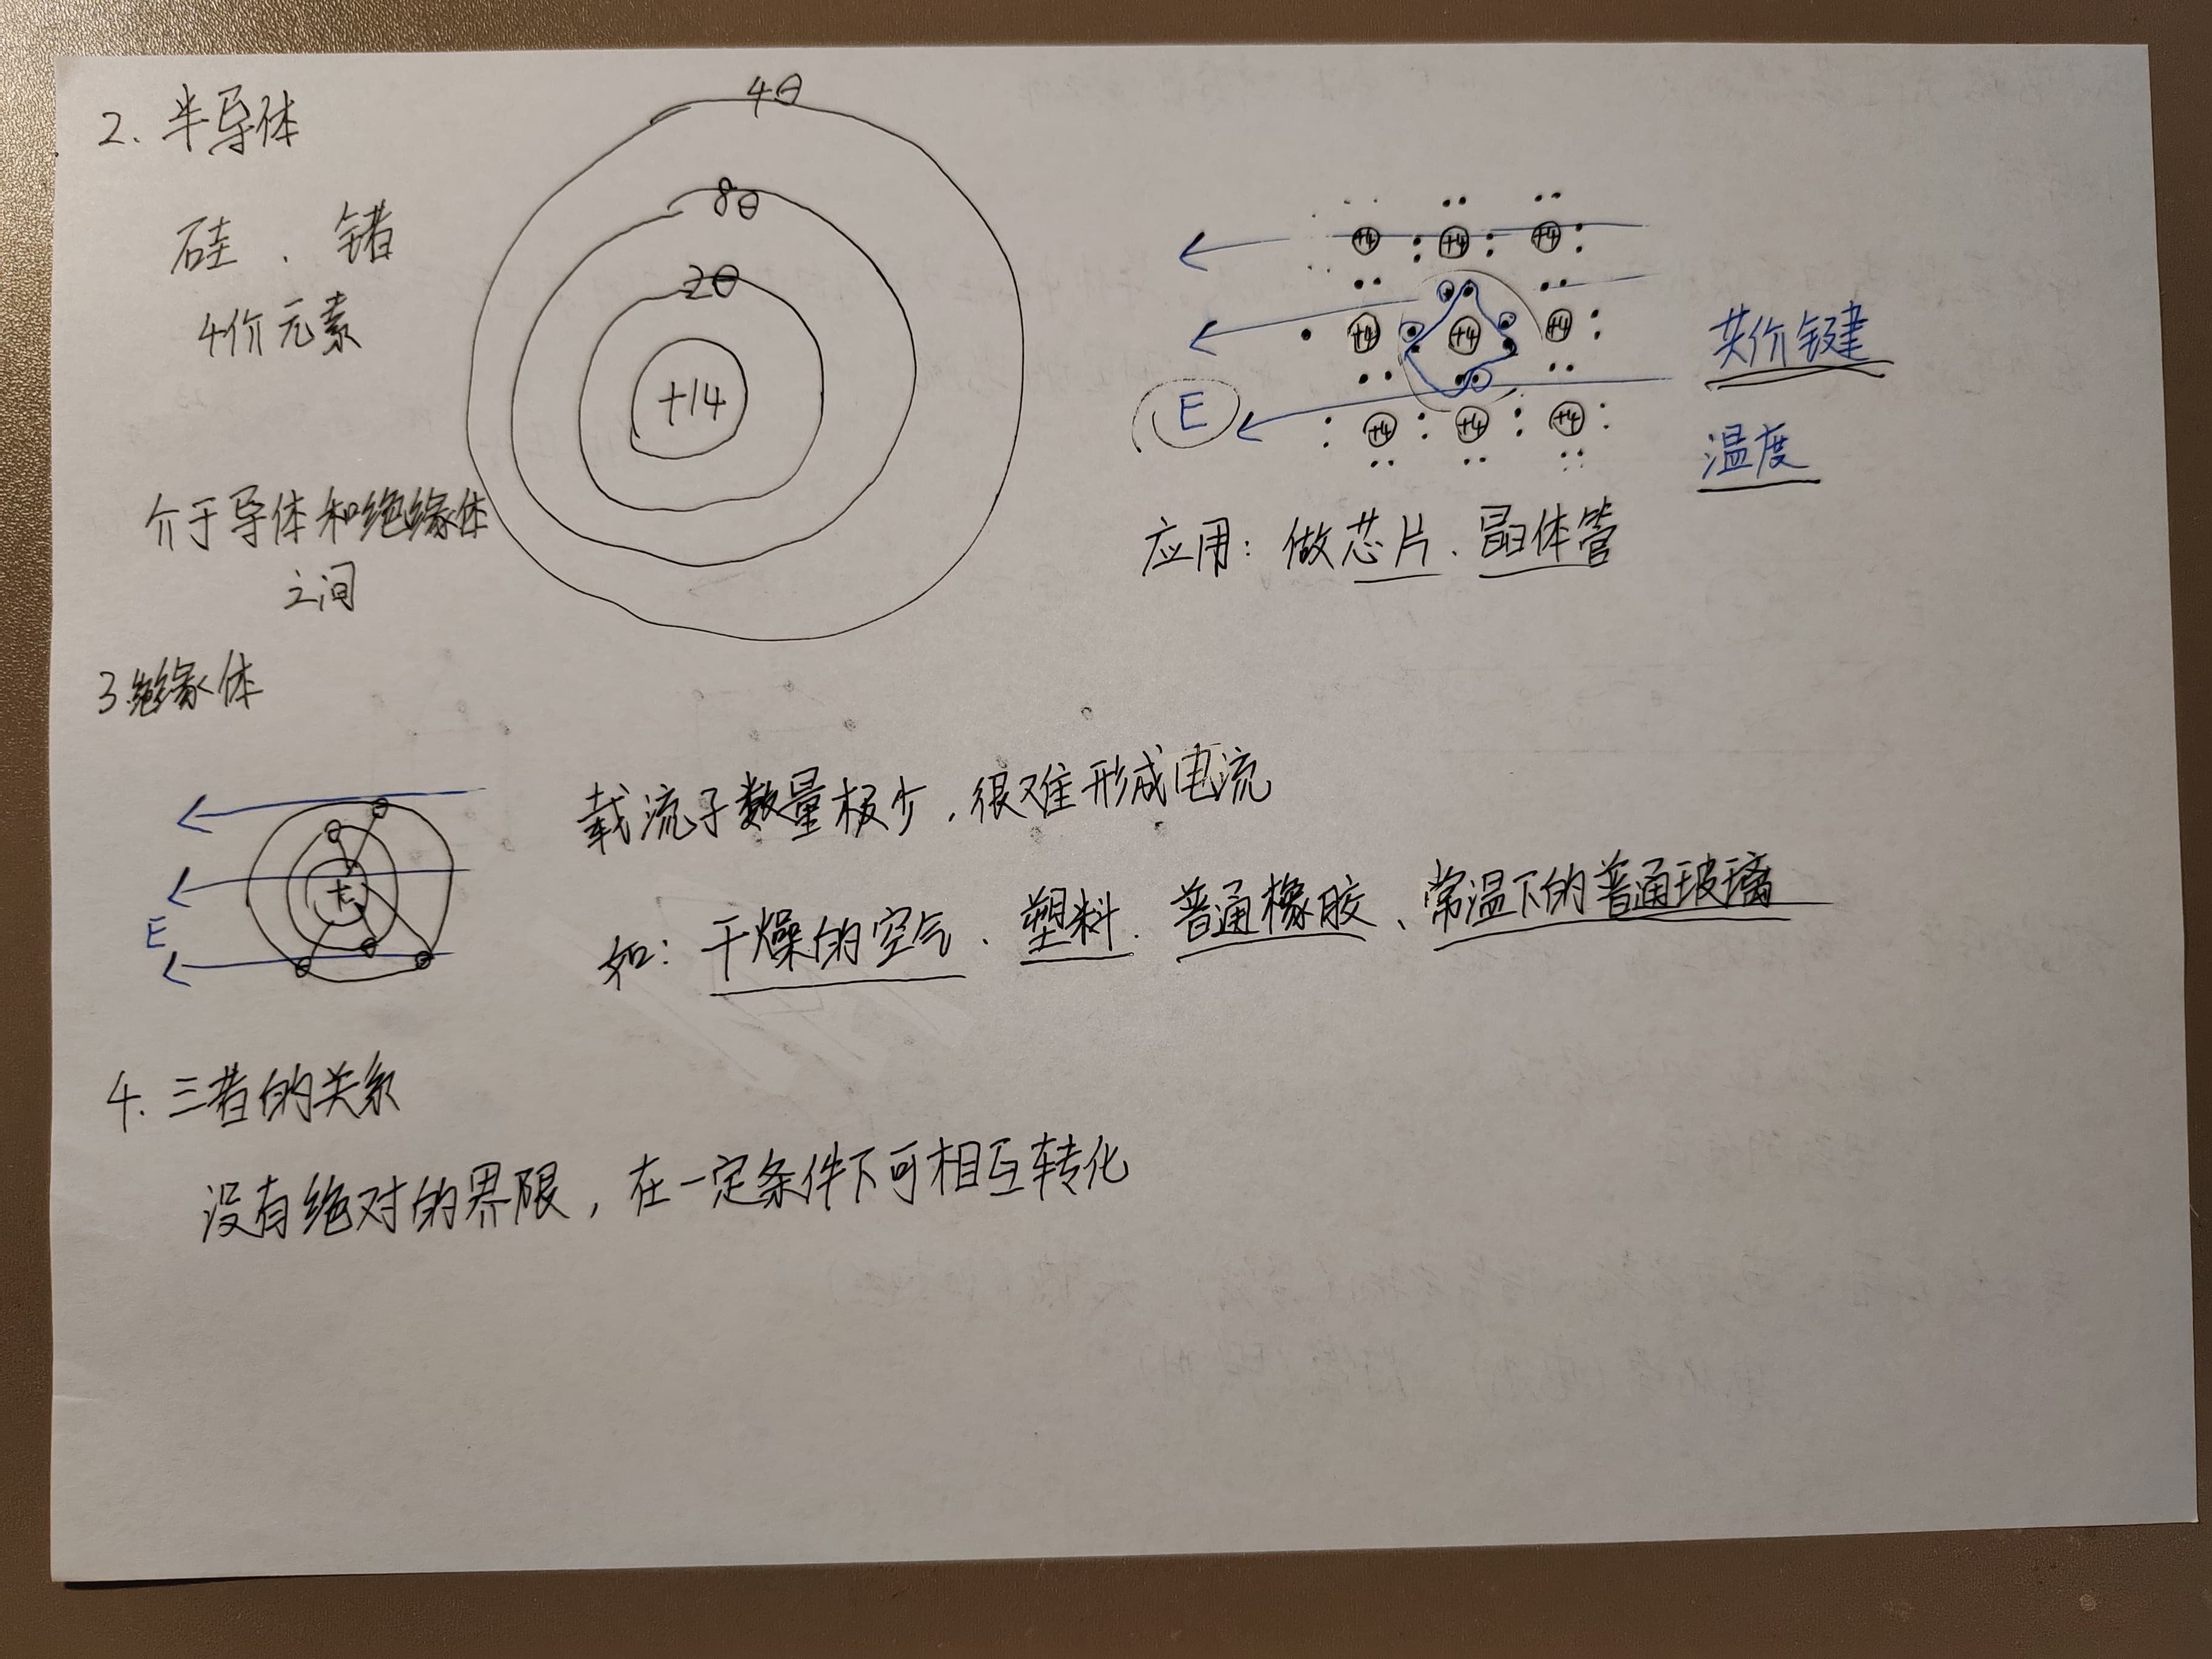 2. 半导体
硅、锗
4价元素
介于导体和绝缘体
之间
4⊖
8⊖
2⊖
+14
+4 +4 +4
+4 +4 +4
+4 +4 +4
E
共价键
温度
应用：做芯片、晶体管
3.绝缘体
E
+
载流子数量极少，很难形成电流
如：干燥的空气、塑料、普通橡胶、常温下的普通玻璃
4. 三者的关系
没有绝对的界限，在一定条件下可相互转化